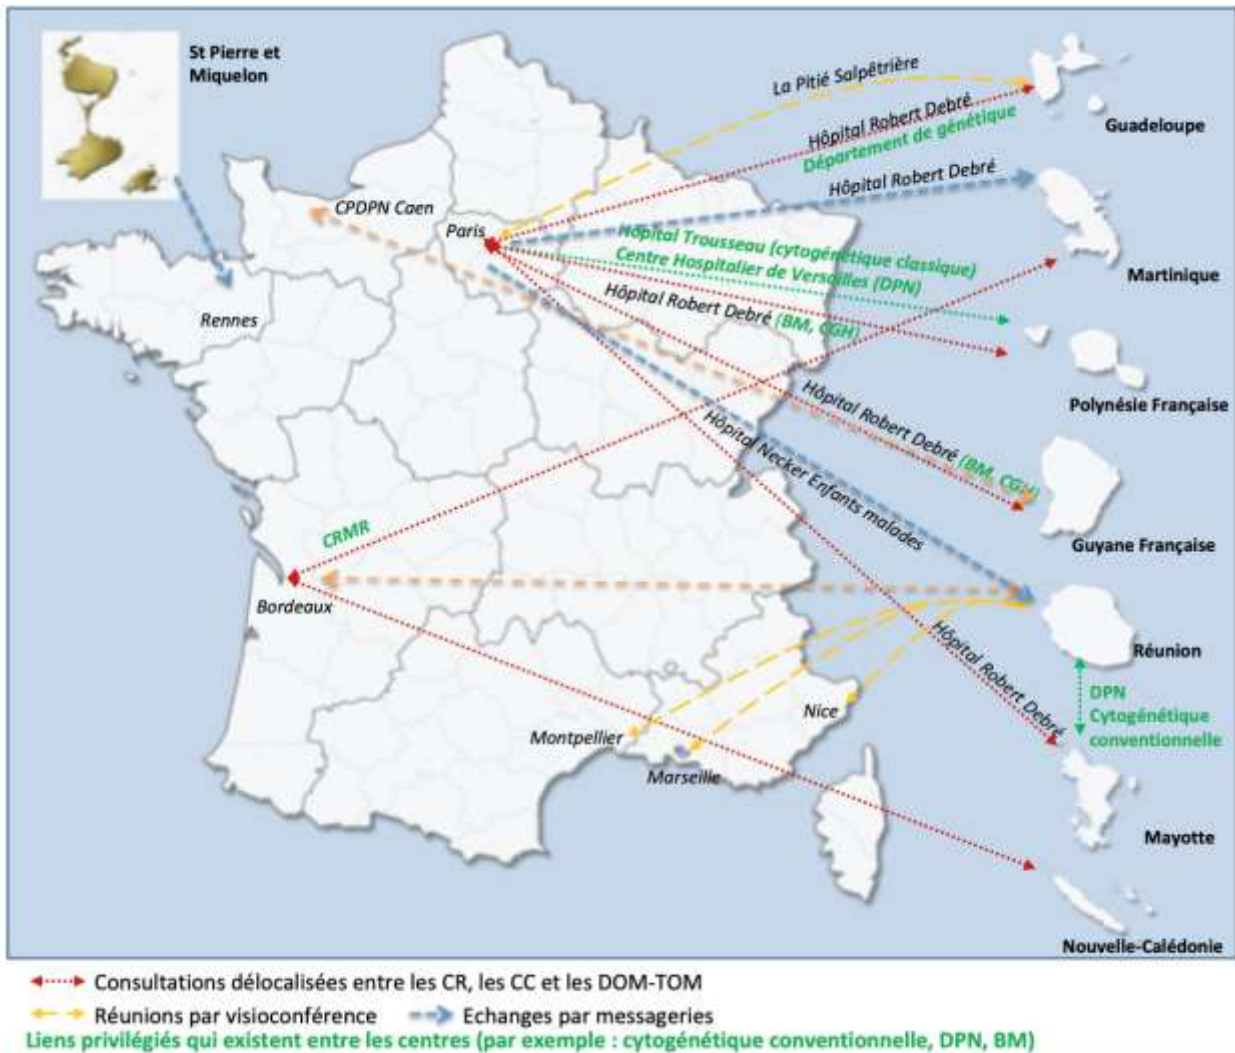 St Pierre et
Miquelon
La Pitié Salpêtrière
Hôpital Robert Debré
Département de génétique
Guadeloupe
Hôpital Robert Debré
CPDPN Caen
Paris
Hôpital Trousseau (cytogénétique classique)
Centre Hospitalier de Versailles (DPN)
Martinique
Hôpital Robert Debré (BM, CGH)
Rennes
Polynésie Française
Hôpital Robert Debré (BM, CGH)
Hôpital Necker Enfants malades
Guyane Française
CRMR
Bordeaux
Hôpital Robert Debré
Réunion
DPN
Cytogénétique
conventionnelle
Nice
Montpellier
Marseille
Mayotte
Nouvelle-Calédonie
Consultations délocalisées entre les CR, les CC et les DOM-TOM
Réunions par visioconférence
Echanges par messageries
Liens privilégiés qui existent entre les centres (par exemple : cytogénétique conventionnelle, DPN, BM)